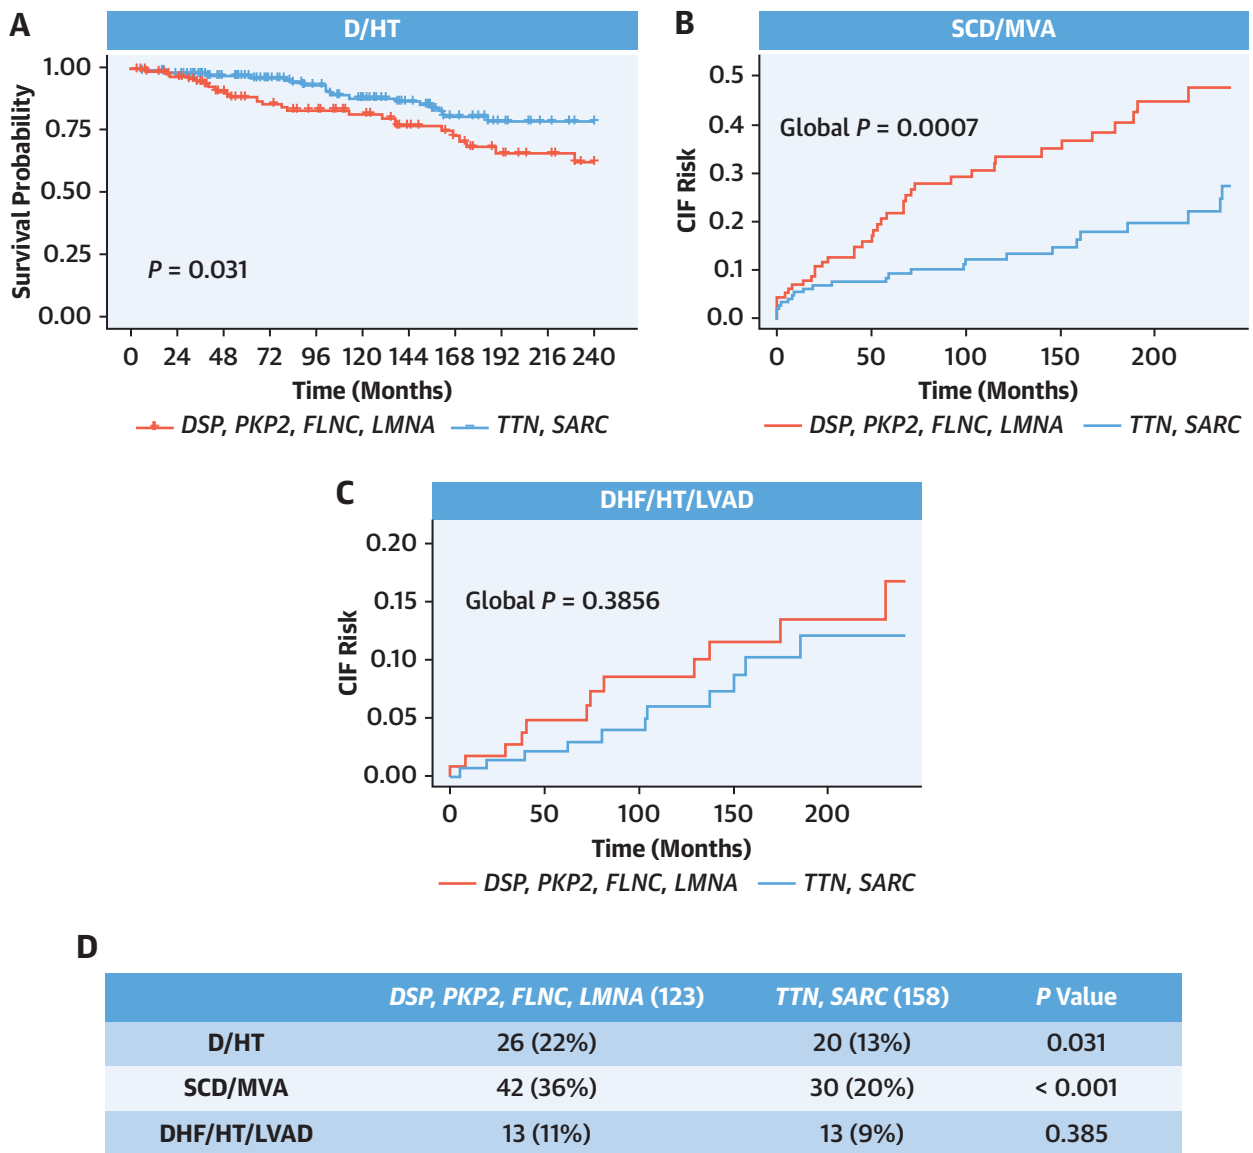 A
D/HT
Survival Probability
1.00
0.75
0.50
0.25
0.00
P = 0.031
0 24 48 72 96 120 144 168 192 216 240
Time (Months)
DSP, PKP2, FLNC, LMNA TTN, SARC
B
SCD/MVA
CIF Risk
0.5
0.4
0.3
0.2
0.1
0.0
Global P = 0.0007
0 50 100 150 200
Time (Months)
DSP, PKP2, FLNC, LMNA TTN, SARC
C
DHF/HT/LVAD
CIF Risk
0.20
0.15
0.10
0.05
0.00
Global P = 0.3856
0 50 100 150 200
Time (Months)
DSP, PKP2, FLNC, LMNA TTN, SARC
D
DSP, PKP2, FLNC, LMNA (123) TTN, SARC (158) P Value
D/HT 26 (22%) 20 (13%) 0.031
SCD/MVA 42 (36%) 30 (20%) < 0.001
DHF/HT/LVAD 13 (11%) 13 (9%) 0.385